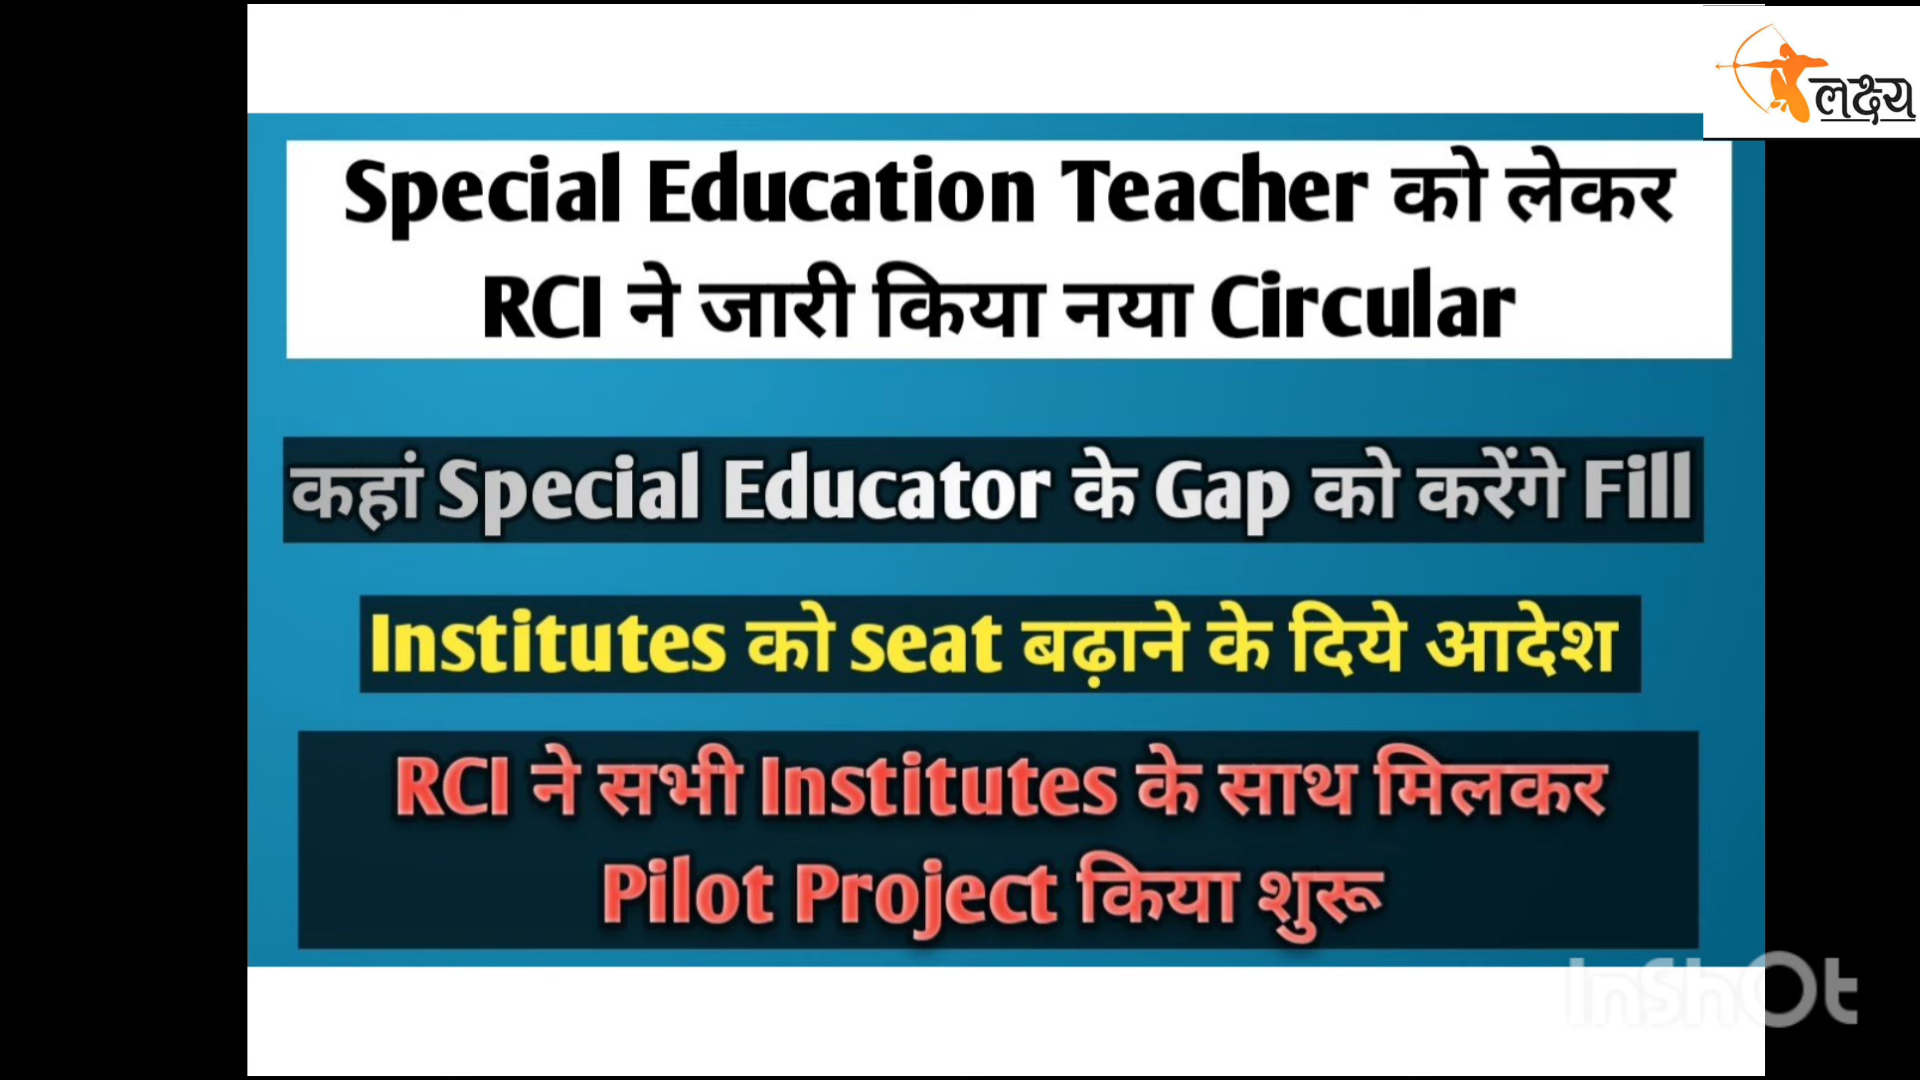 लक्ष्य
Special Education Teacher को लेकर
RCI ने जारी किया नया Circular
कहां Special Educator के Gap को करेंगे Fill
Institutes को seat बढ़ाने के दिये आदेश
RCI ने सभी Institutes के साथ मिलकर
Pilot Project किया शुरू
InShOt